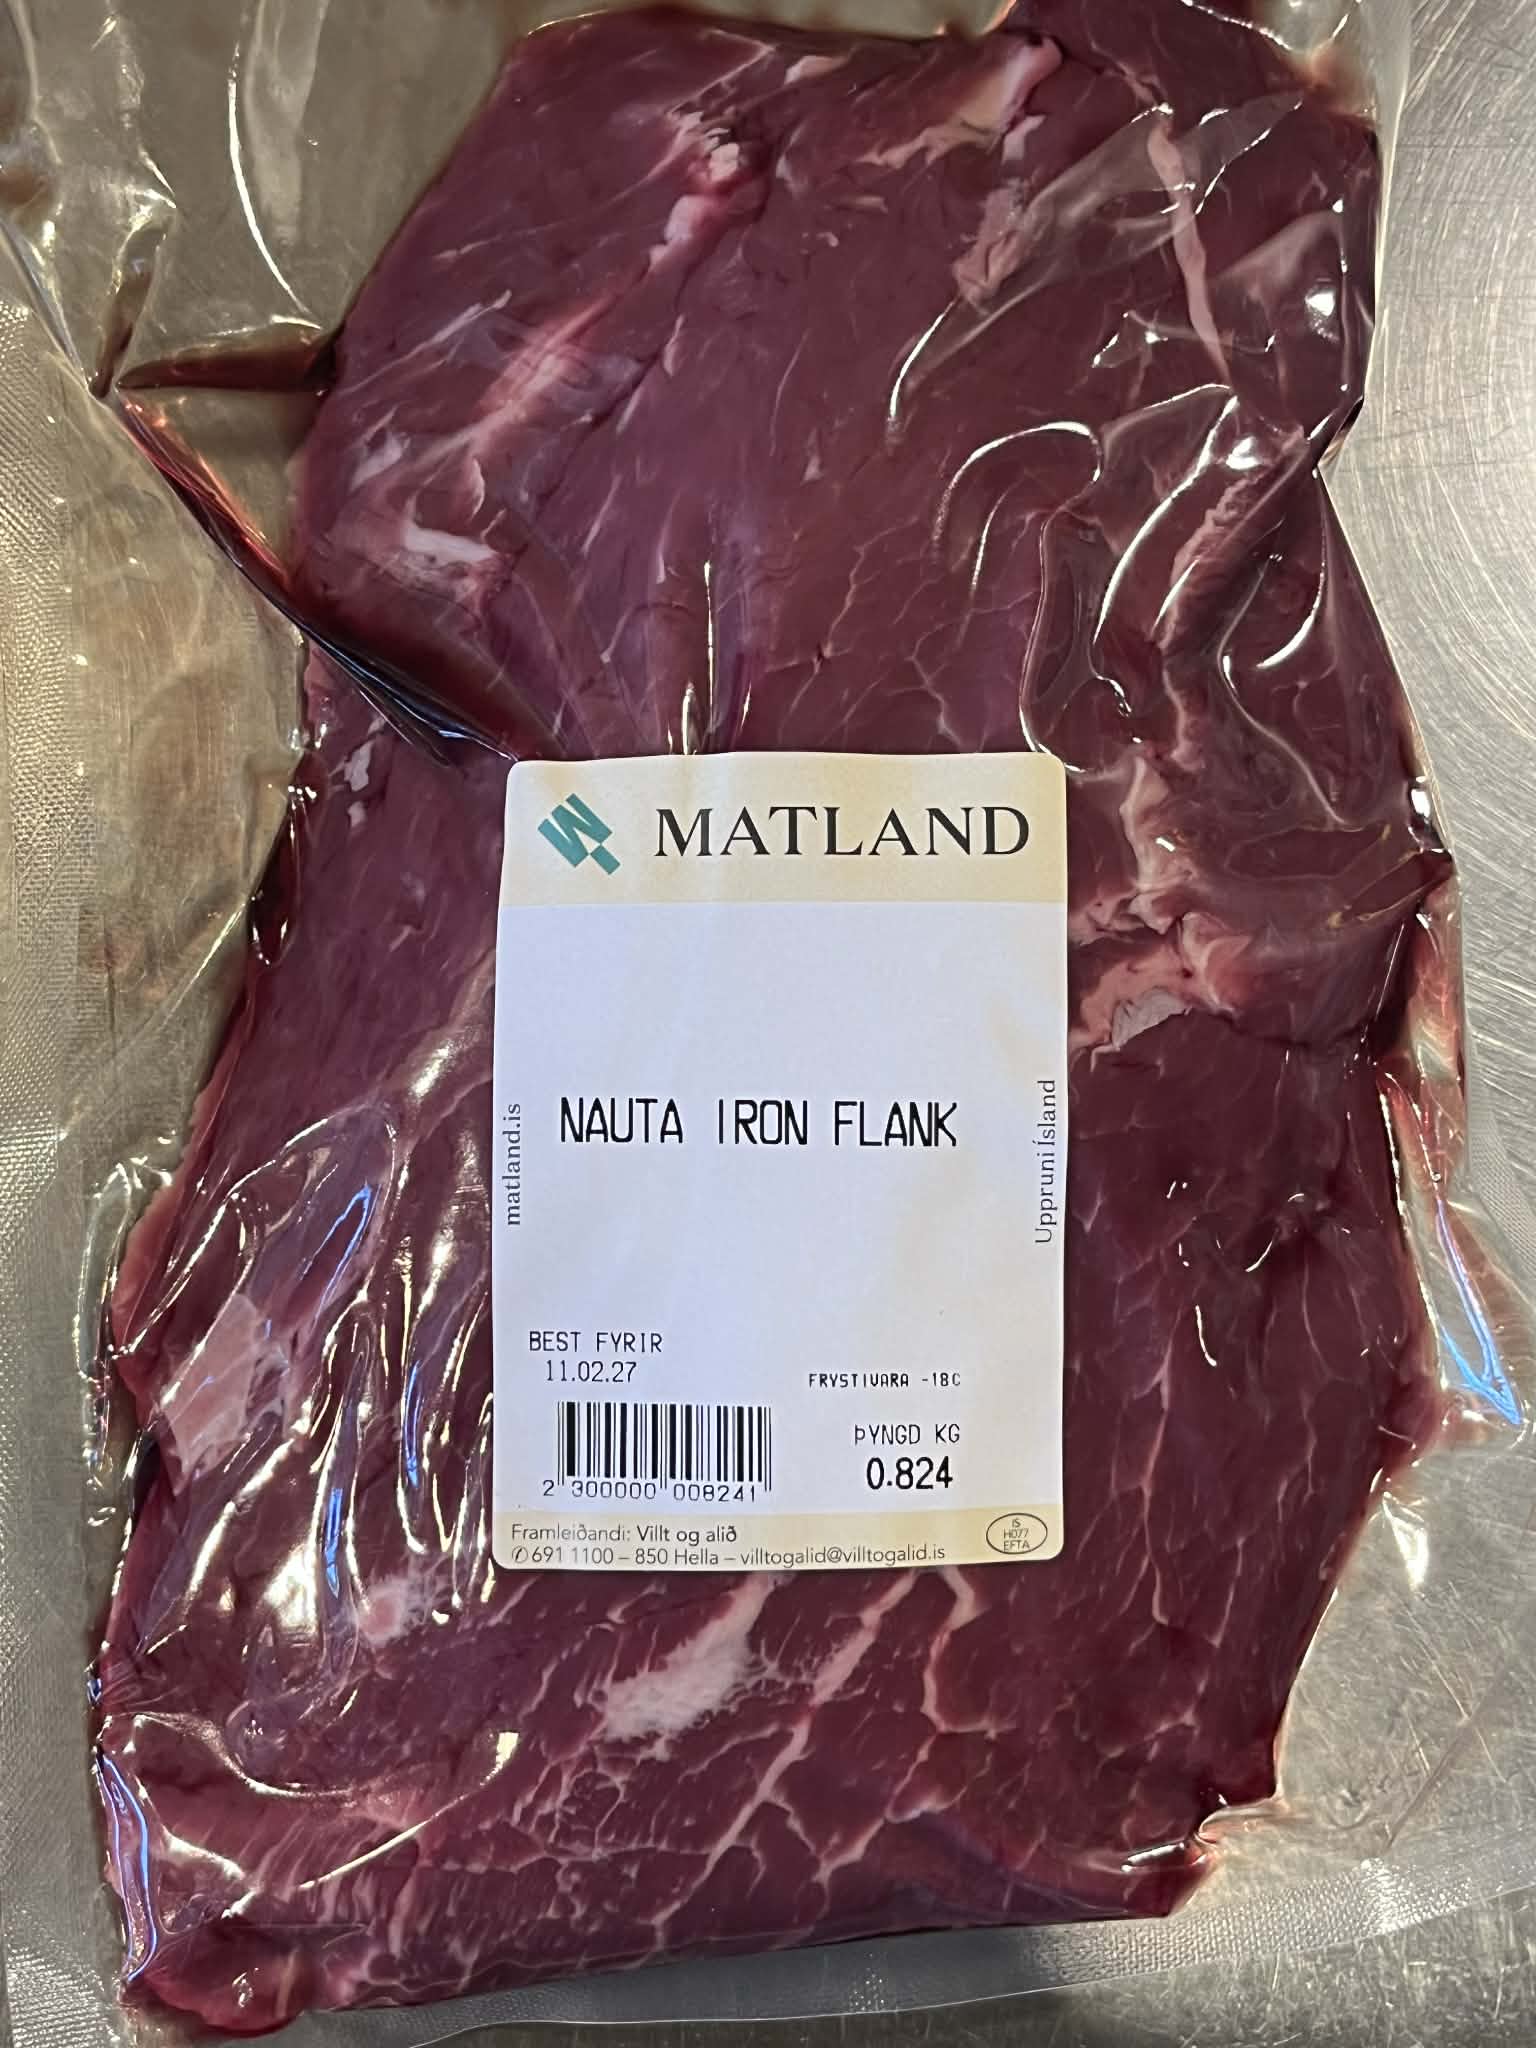 MATLAND
NAUTA IRON FLANK
matland.is
Uppruni Ísland
BEST FYRIR
11.02.27
FRYSTIVARA -18C
ÞYNGD KG
0.824
2 300000 008241
Framleiðandi: Villt og alið
✆ 691 1100 – 850 Hella – villtogalid@villtogalid.is
IS
H077
EFTA